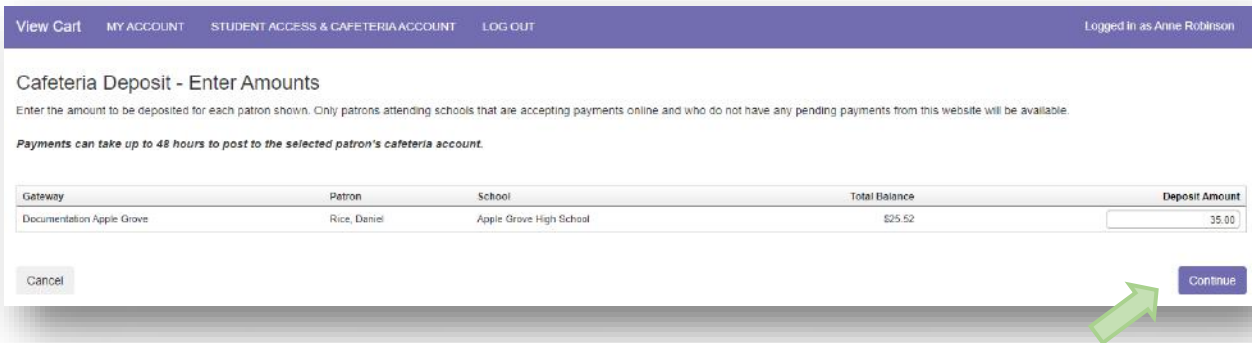 View Cart MY ACCOUNT STUDENT ACCESS & CAFETERIA ACCOUNT LOG OUT Logged in as Anne Robinson
Cafeteria Deposit - Enter Amounts
Enter the amount to be deposited for each patron shown. Only patrons attending schools that are accepting payments online and who do not have any pending payments from this website will be available.
Payments can take up to 48 hours to post to the selected patron's cafeteria account.
Gateway Patron School Total Balance Deposit Amount
Documentation Apple Grove Rice, Daniel Apple Grove High School $25.52 35.00
Cancel Continue